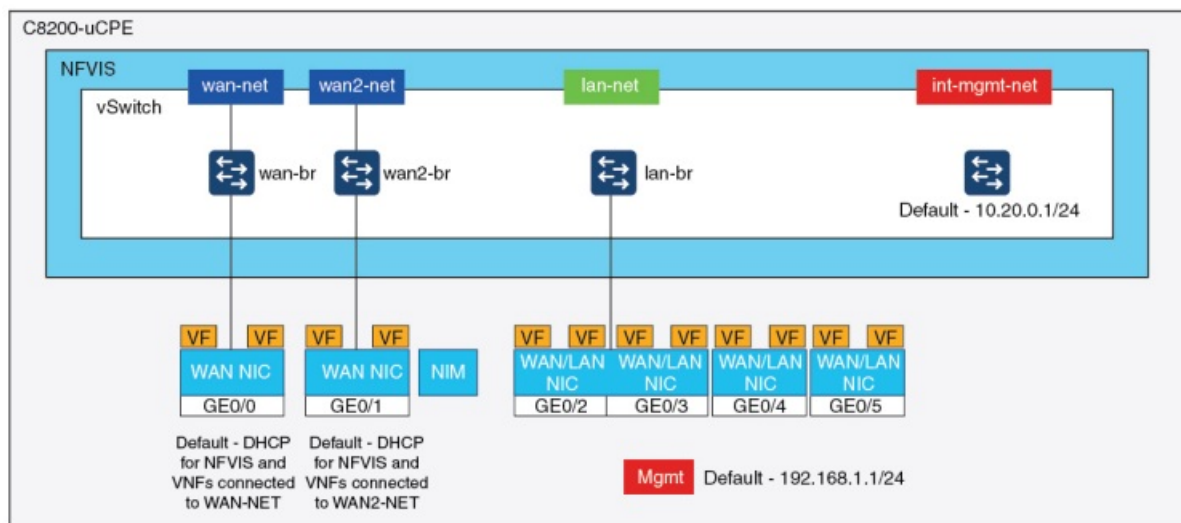 C8200-uCPE
NFVIS
wan-net
wan2-net
lan-net
int-mgmt-net
vSwitch
wan-br
wan2-br
lan-br
Default - 10.20.0.1/24
VF VF VF VF VF VF VF VF VF VF VF VF
WAN NIC
WAN NIC
NIM
WAN/LAN
NIC
WAN/LAN
NIC
WAN/LAN
NIC
WAN/LAN
NIC
GE0/0
GE0/1
GE0/2
GE0/3
GE0/4
GE0/5
Default - DHCP
for NFVIS and
VNFs connected
to WAN-NET
Default - DHCP
for NFVIS and
VNFs connected
to WAN2-NET
Mgmt
Default - 192.168.1.1/24